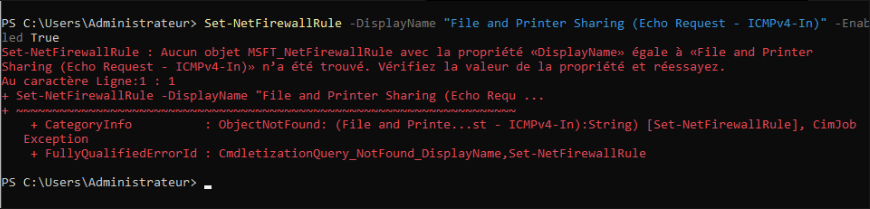 PS C:\Users\Administrateur> Set-NetFirewallRule -DisplayName "File and Printer Sharing (Echo Request - ICMPv4-In)" -Enab
led True
Set-NetFirewallRule : Aucun objet MSFT_NetFirewallRule avec la propriété «DisplayName» égale à «File and Printer
Sharing (Echo Request - ICMPv4-In)» n’a été trouvé. Vérifiez la valeur de la propriété et réessayez.
Au caractère Ligne:1 : 1
+ Set-NetFirewallRule -DisplayName "File and Printer Sharing (Echo Requ ...
+ ~~~~~~~~~~~~~~~~~~~~~~~~~~~~~~~~~~~~~~~~~~~~~~~~~~~~~~~~~~~~~~~~~~~~~
    + CategoryInfo          : ObjectNotFound: (File and Printe...st - ICMPv4-In):String) [Set-NetFirewallRule], CimJob
   Exception
    + FullyQualifiedErrorId : CmdletizationQuery_NotFound_DisplayName,Set-NetFirewallRule
PS C:\Users\Administrateur>